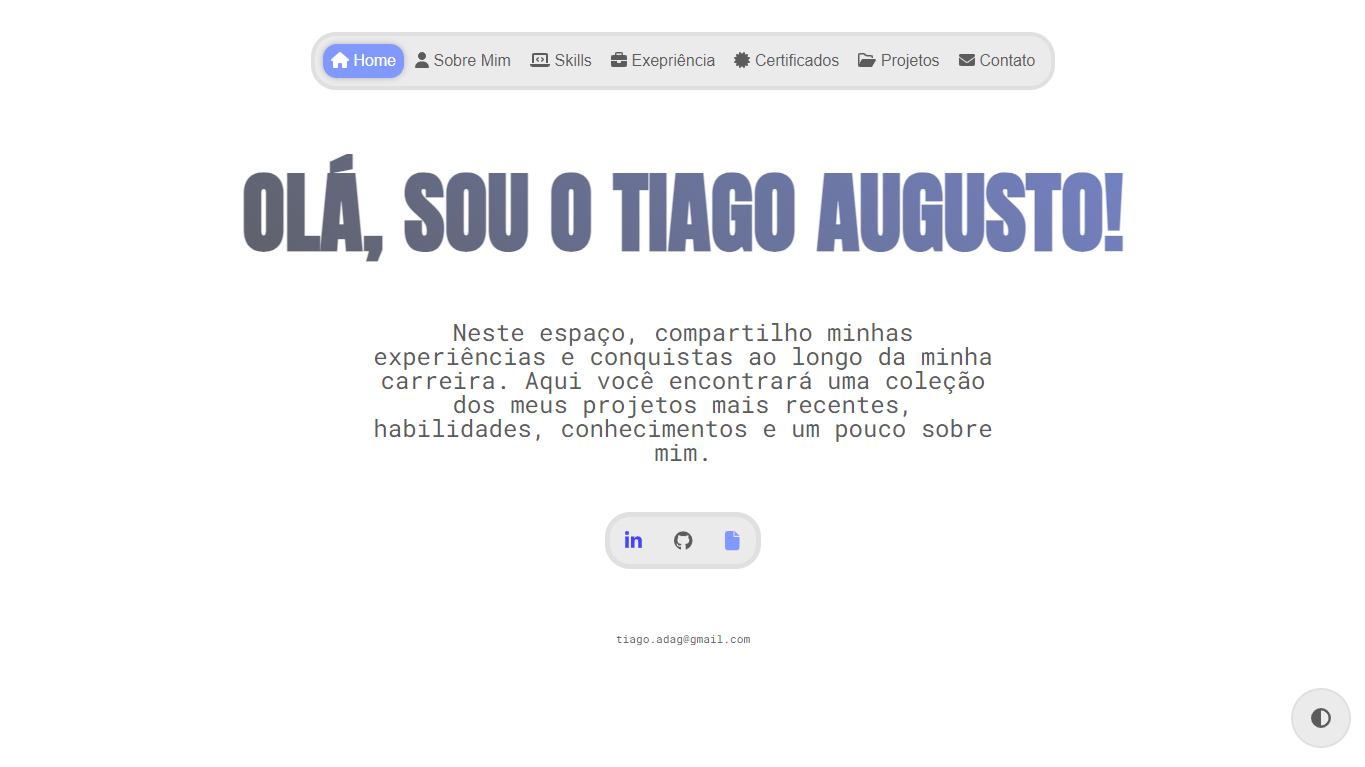 Home Sobre Mim Skills Exepriência Certificados Projetos Contato
OLÁ, SOU O TIAGO AUGUSTO!
Neste espaço, compartilho minhas
experiências e conquistas ao longo da minha
carreira. Aqui você encontrará uma coleção
dos meus projetos mais recentes,
habilidades, conhecimentos e um pouco sobre
mim.
in
tiago.adag@gmail.com